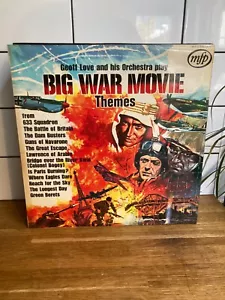 Geoff Love and his Orchestra play
mfp
BIG WAR MOVIE
Themes
from
633 Squadron
The Battle of Britain
The Dam Busters
Guns of Navarone
The Great Escape
Lawrence of Arabia
Bridge over the River Kwai
(Colonel Bogey)
Is Paris Burning?
Where Eagles Dare
Reach for the Sky
The Longest Day
Green Berets